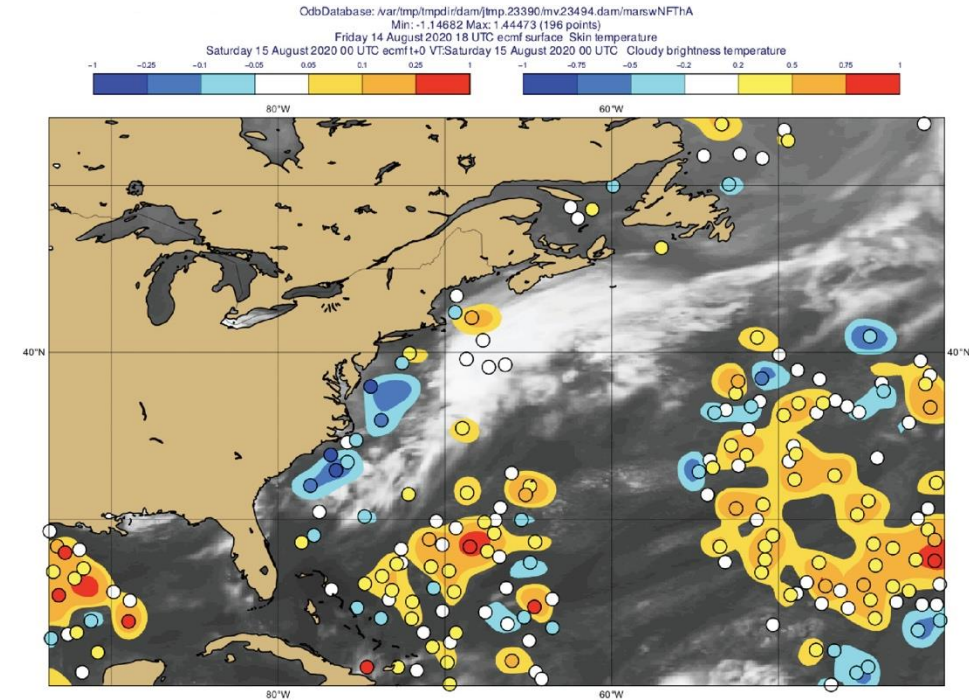 OdbDatabase: /var/tmp/tmpdir/dam/jtmp.23390/mv.23494.dam/marswNFThA
Min: -1.14682 Max: 1.44473 (196 points)
Friday 14 August 2020 18 UTC ecmf surface Skin temperature
Saturday 15 August 2020 00 UTC ecmf t+0 VT:Saturday 15 August 2020 00 UTC Cloudy brightness temperature
-1 -0.25 -0.1 -0.05 0.05 0.1 0.25 1
-1 -0.75 -0.5 -0.2 0.2 0.5 0.75 1
80°W 60°W
40°N 40°N
80°W 60°W